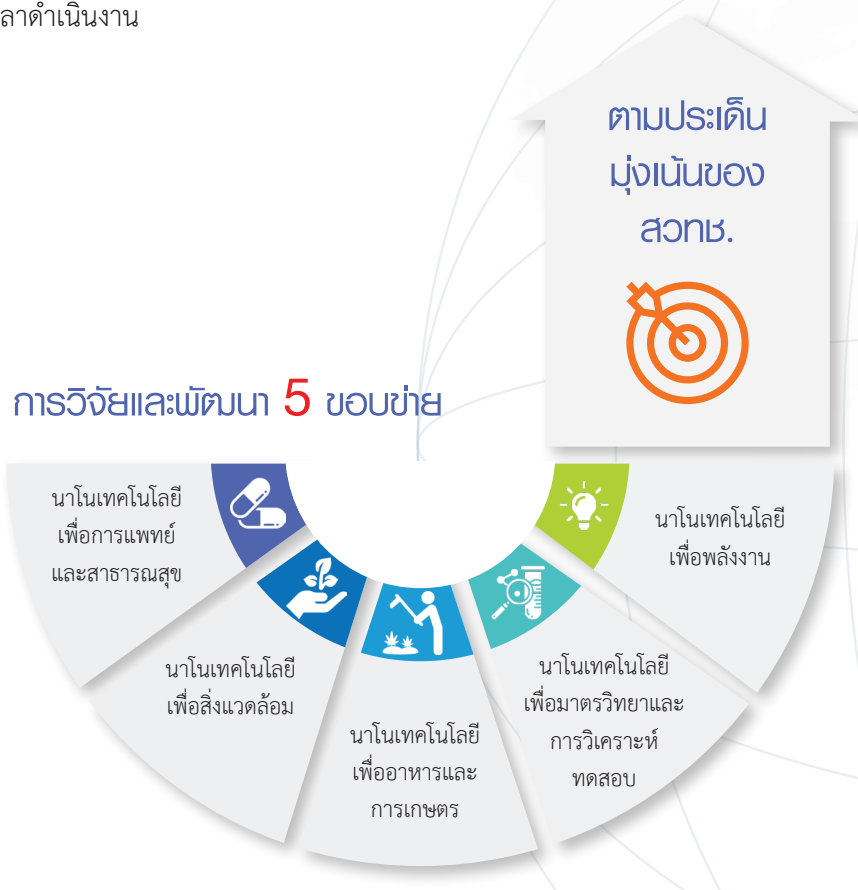 ลาดำเนินงาน
ตามประเด็น
มุ่งเน้นของ
สวทช.
การวิจัยและพัฒนา 5 ขอบข่าย
นาโนเทคโนโลยี
เพื่อการแพทย์
และสาธารณสุข
นาโนเทคโนโลยี
เพื่อสิ่งแวดล้อม
นาโนเทคโนโลยี
เพื่ออาหารและ
การเกษตร
นาโนเทคโนโลยี
เพื่อมาตรวิทยาและ
การวิเคราะห์
ทดสอบ
นาโนเทคโนโลยี
เพื่อพลังงาน